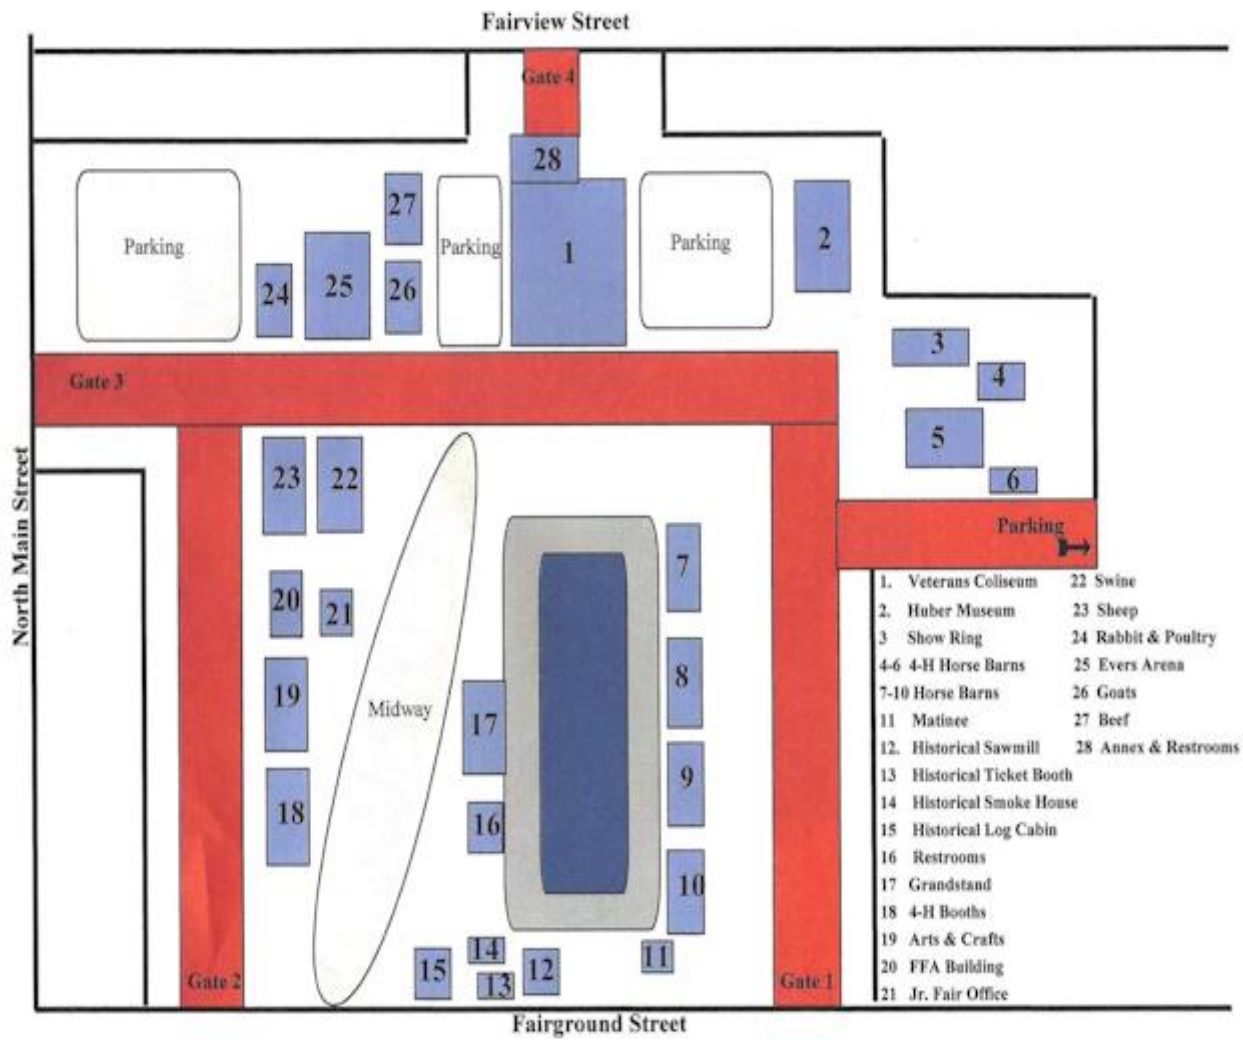 Fairview Street
Gate 4
28
27
Parking
Parking
1
Parking
2
24
25
26
3
4
Gate 3
5
6
23
22
North Main Street
Parking
7
20
21
8
19
Midway
17
9
18
16
10
14
11
15
13
12
Gate 2
Gate 1
Fairground Street
1. Veterans Coliseum
2. Huber Museum
3 Show Ring
4-6 4-H Horse Barns
7-10 Horse Barns
11 Matinee
12. Historical Sawmill
13 Historical Ticket Booth
14 Historical Smoke House
15 Historical Log Cabin
16 Restrooms
17 Grandstand
18 4-H Booths
19 Arts & Crafts
20 FFA Building
21 Jr. Fair Office
22 Swine
23 Sheep
24 Rabbit & Poultry
25 Evers Arena
26 Goats
27 Beef
28 Annex & Restrooms